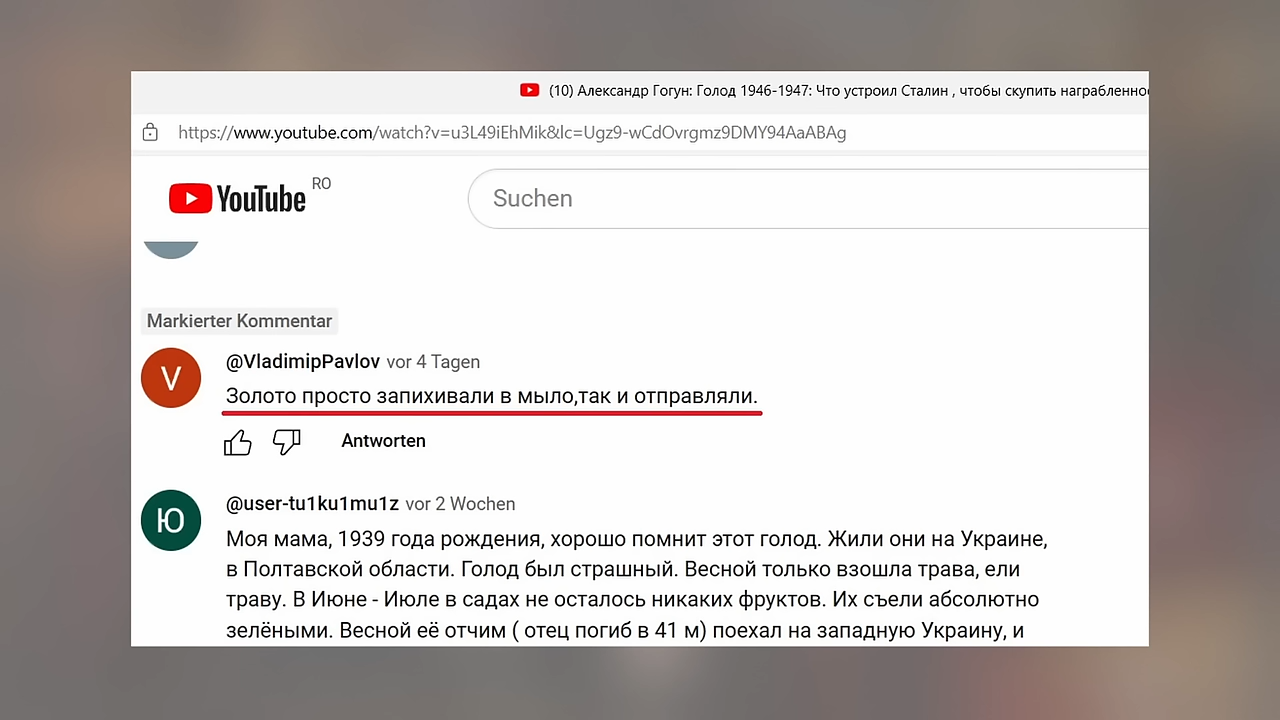 (10) Александр Гогун: Голод 1946-1947: Что устроил Сталин , чтобы скупить награбленно
https://www.youtube.com/watch?v=u3L49iEhMik&lc=Ugz9-wCdOvrgmz9DMY94AaABAg
YouTube RO
Suchen
Markierter Kommentar
V
@VladimipPavlov vor 4 Tagen
Золото просто запихивали в мыло,так и отправляли.
Antworten
Ю
@user-tu1ku1mu1z vor 2 Wochen
Моя мама, 1939 года рождения, хорошо помнит этот голод. Жили они на Украине,
в Полтавской области. Голод был страшный. Весной только взошла трава, ели
траву. В Июне - Июле в садах не осталось никаких фруктов. Их съели абсолютно
зелёными. Весной её отчим ( отец погиб в 41 м) поехал на западную Украину, и